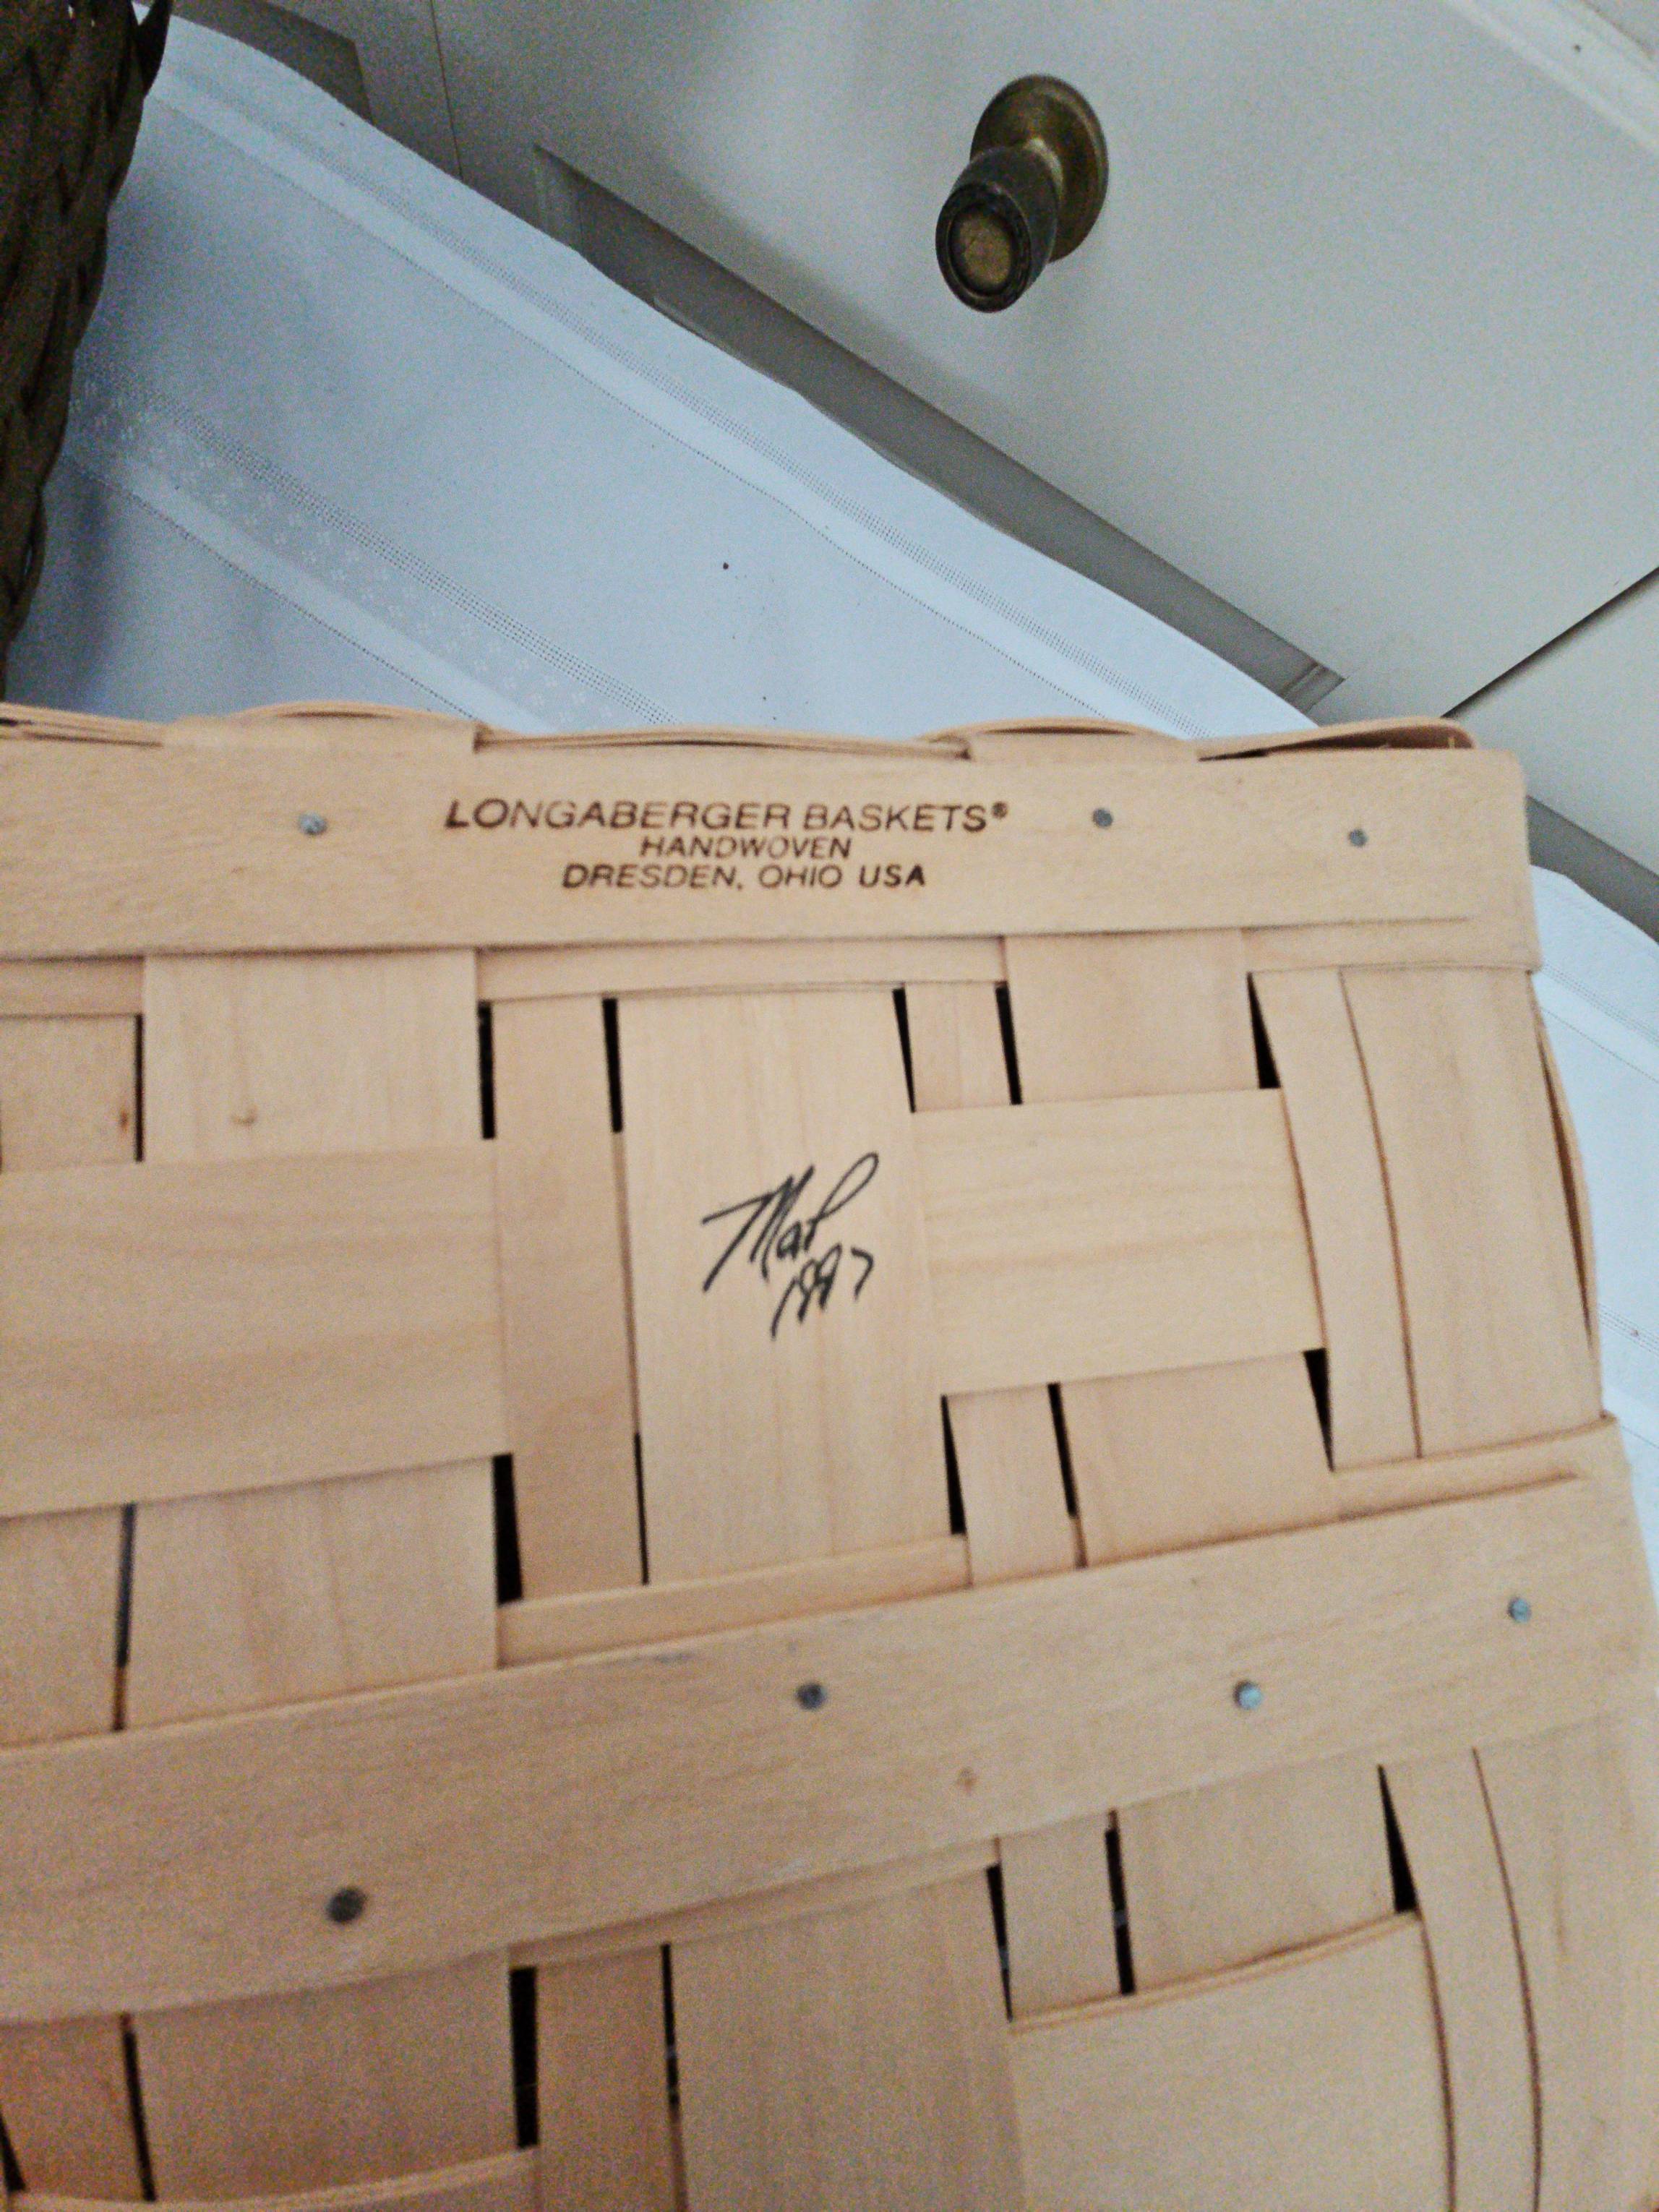 LONGABERGER BASKETS®
HANDWOVEN
DRESDEN, OHIO USA
1997